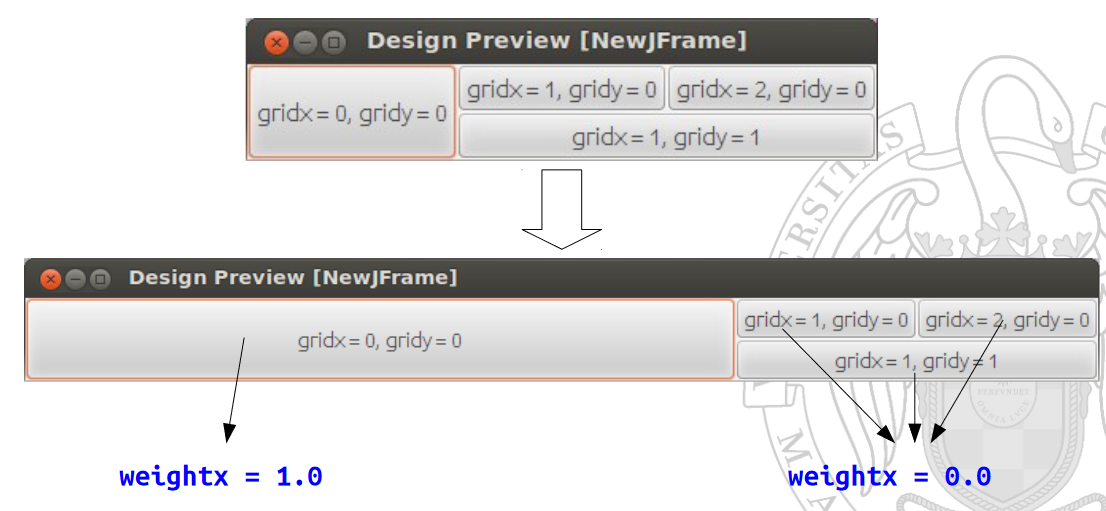 Design Preview [NewJFrame]
gridx=0, gridy=0
gridx=1, gridy=0
gridx=2, gridy=0
gridx=1, gridy=1
Design Preview [NewJFrame]
gridx=0, gridy=0
gridx=1, gridy=0
gridx=2, gridy=0
gridx=1, gridy=1
weightx = 1.0
weightx = 0.0